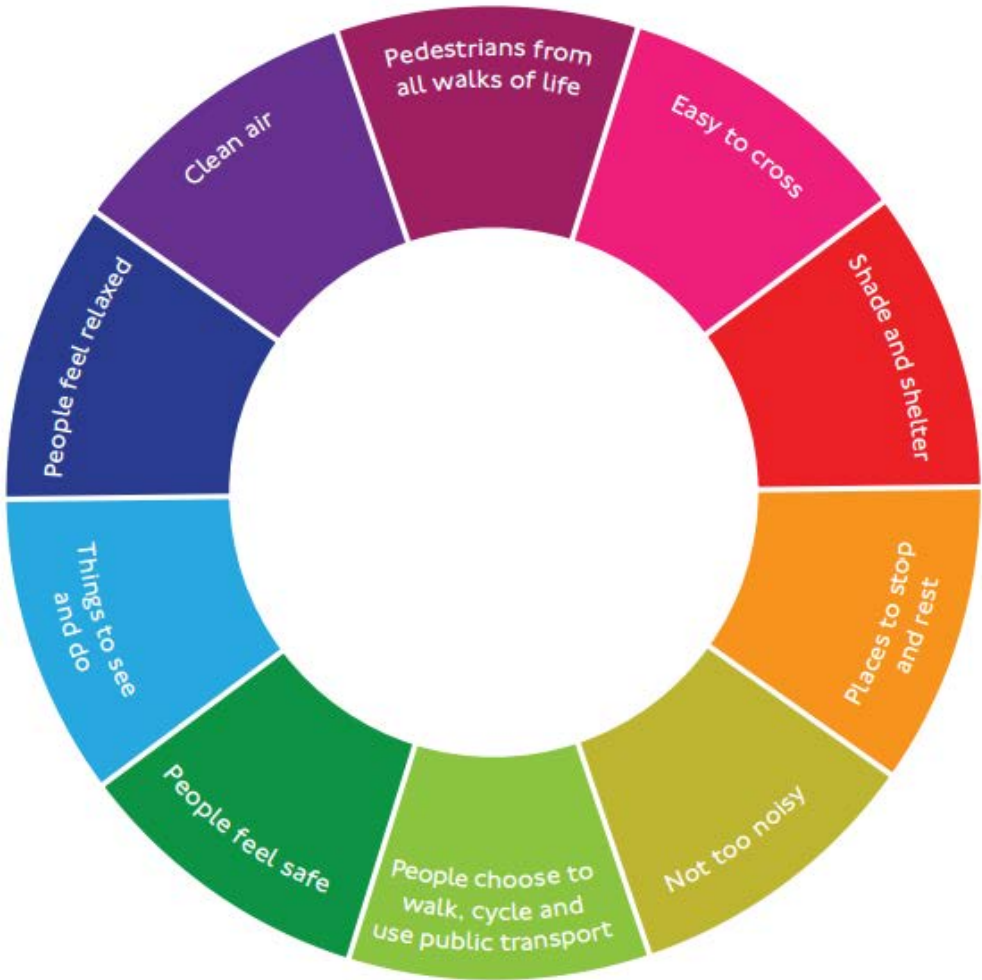 Pedestrians from
all walks of life
Easy to cross
Shade and shelter
Places to stop
and rest
Not too noisy
People choose to
walk, cycle and
use public transport
People feel safe
Things to see
and do
People feel relaxed
Clean air